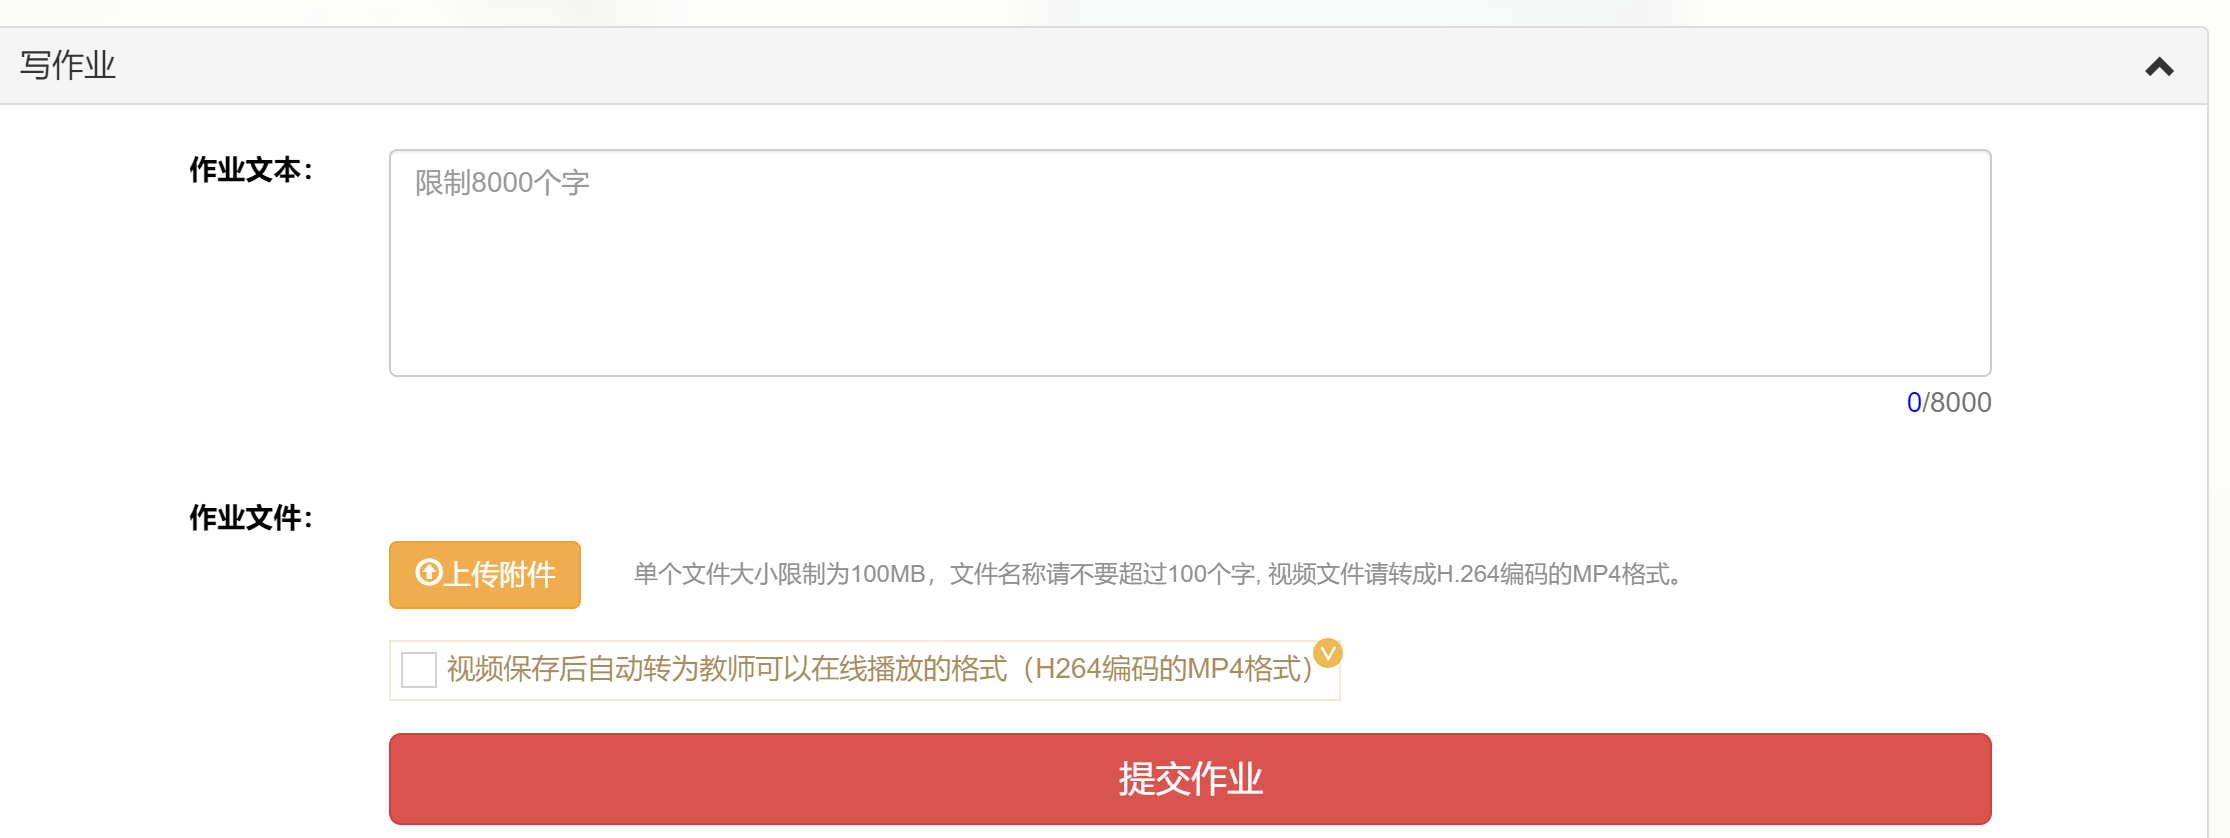 写作业
作业文本：
限制8000个字
0/8000
作业文件：
上传附件
单个文件大小限制为100MB，文件名称请不要超过100个字, 视频文件请转成H.264编码的MP4格式。
视频保存后自动转为教师可以在线播放的格式（H264编码的MP4格式）
V
提交作业